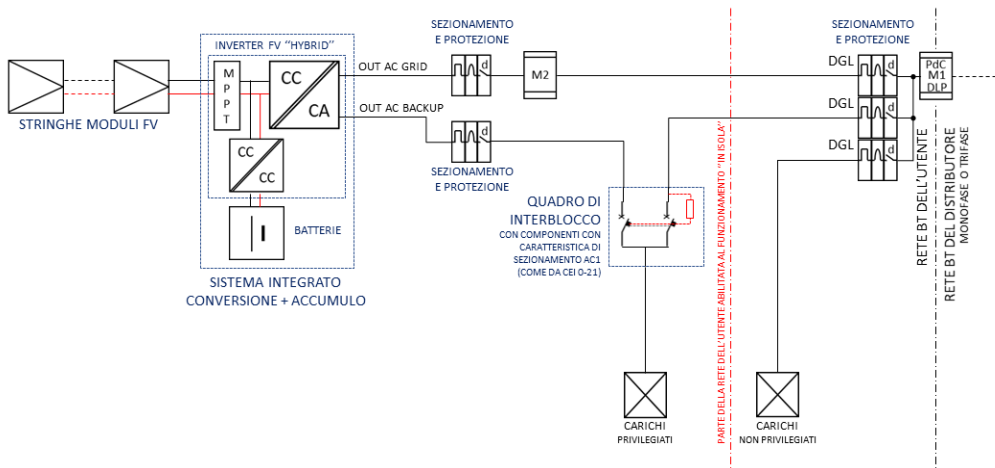 STRINGHE MODULI FV
INVERTER FV "HYBRID"
M
P
P
T
CC
CA
CC
CC
BATTERIE
SISTEMA INTEGRATO
CONVERSIONE + ACCUMULO
OUT AC GRID
OUT AC BACKUP
SEZIONAMENTO
E PROTEZIONE
d
M2
d
SEZIONAMENTO
E PROTEZIONE
QUADRO DI
INTERBLOCCO
CON COMPONENTI CON
CARATTERISTICA DI
SEZIONAMENTO AC1
(COME DA CEI 0-21)
CARICHI
PRIVILEGIATI
PARTE DELLA RETE DELL'UTENTE ABILITATA AL FUNZIONAMENTO "IN ISOLA"
SEZIONAMENTO
E PROTEZIONE
DGL
d
DGL
d
DGL
d
PdC
M1
DLP
CARICHI
NON PRIVILEGIATI
RETE BT DELL'UTENTE
RETE BT DEL DISTRIBUTORE
MONOFASE O TRIFASE